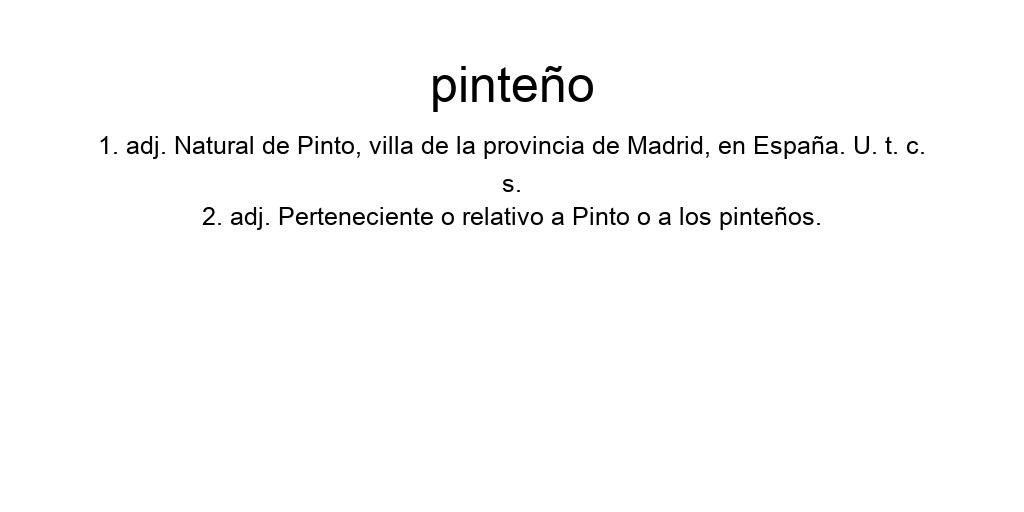 pinteño
1. adj. Natural de Pinto, villa de la provincia de Madrid, en España. U. t. c.
s.
2. adj. Perteneciente o relativo a Pinto o a los pinteños.